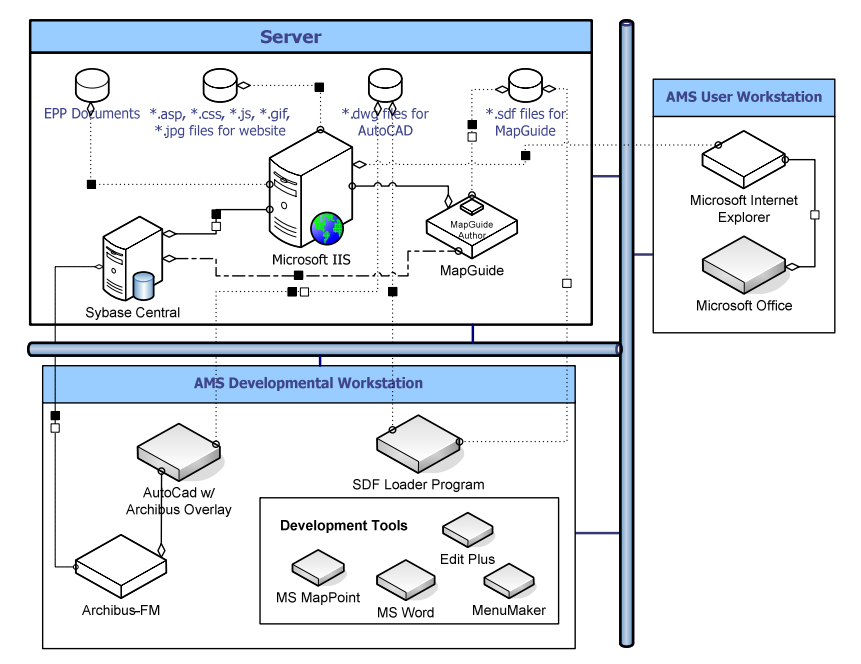 Server
EPP Documents
*.asp, *.css, *.js, *.gif,
*.jpg files for website
*.dwg files for
AutoCAD
*.sdf files for
MapGuide
Microsoft IIS
MapGuide
Author
MapGuide
Sybase Central
AMS User Workstation
Microsoft Internet
Explorer
Microsoft Office
AMS Developmental Workstation
AutoCad w/
Archibus Overlay
SDF Loader Program
Archibus-FM
Development Tools
Edit Plus
MS MapPoint
MS Word
MenuMaker